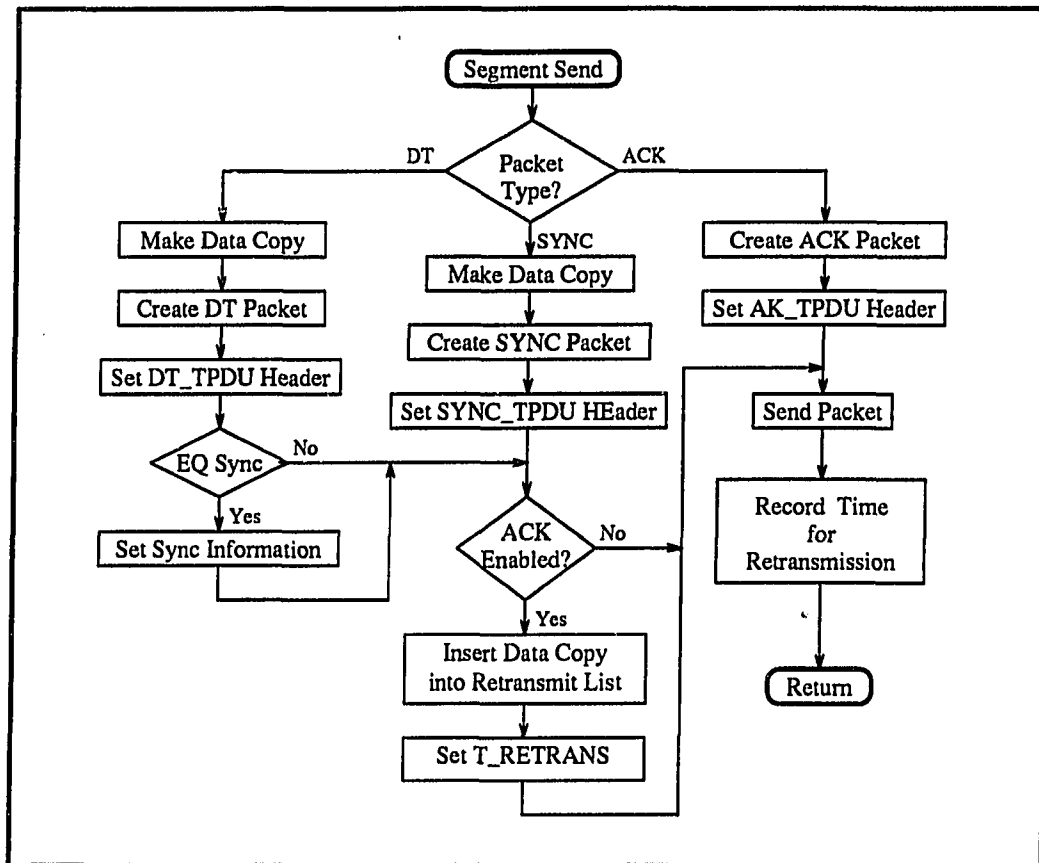 Segment Send
Packet
Type?
DT
ACK
SYNC
Make Data Copy
Create DT Packet
Set DT_TPDU Header
EQ Sync
No
Yes
Set Sync Information
Make Data Copy
Create SYNC Packet
Set SYNC_TPDU HEader
ACK
Enabled?
No
Yes
Insert Data Copy
into Retransmit List
Set T_RETRANS
Create ACK Packet
Set AK_TPDU Header
Send Packet
Record Time
for
Retransmission
Return